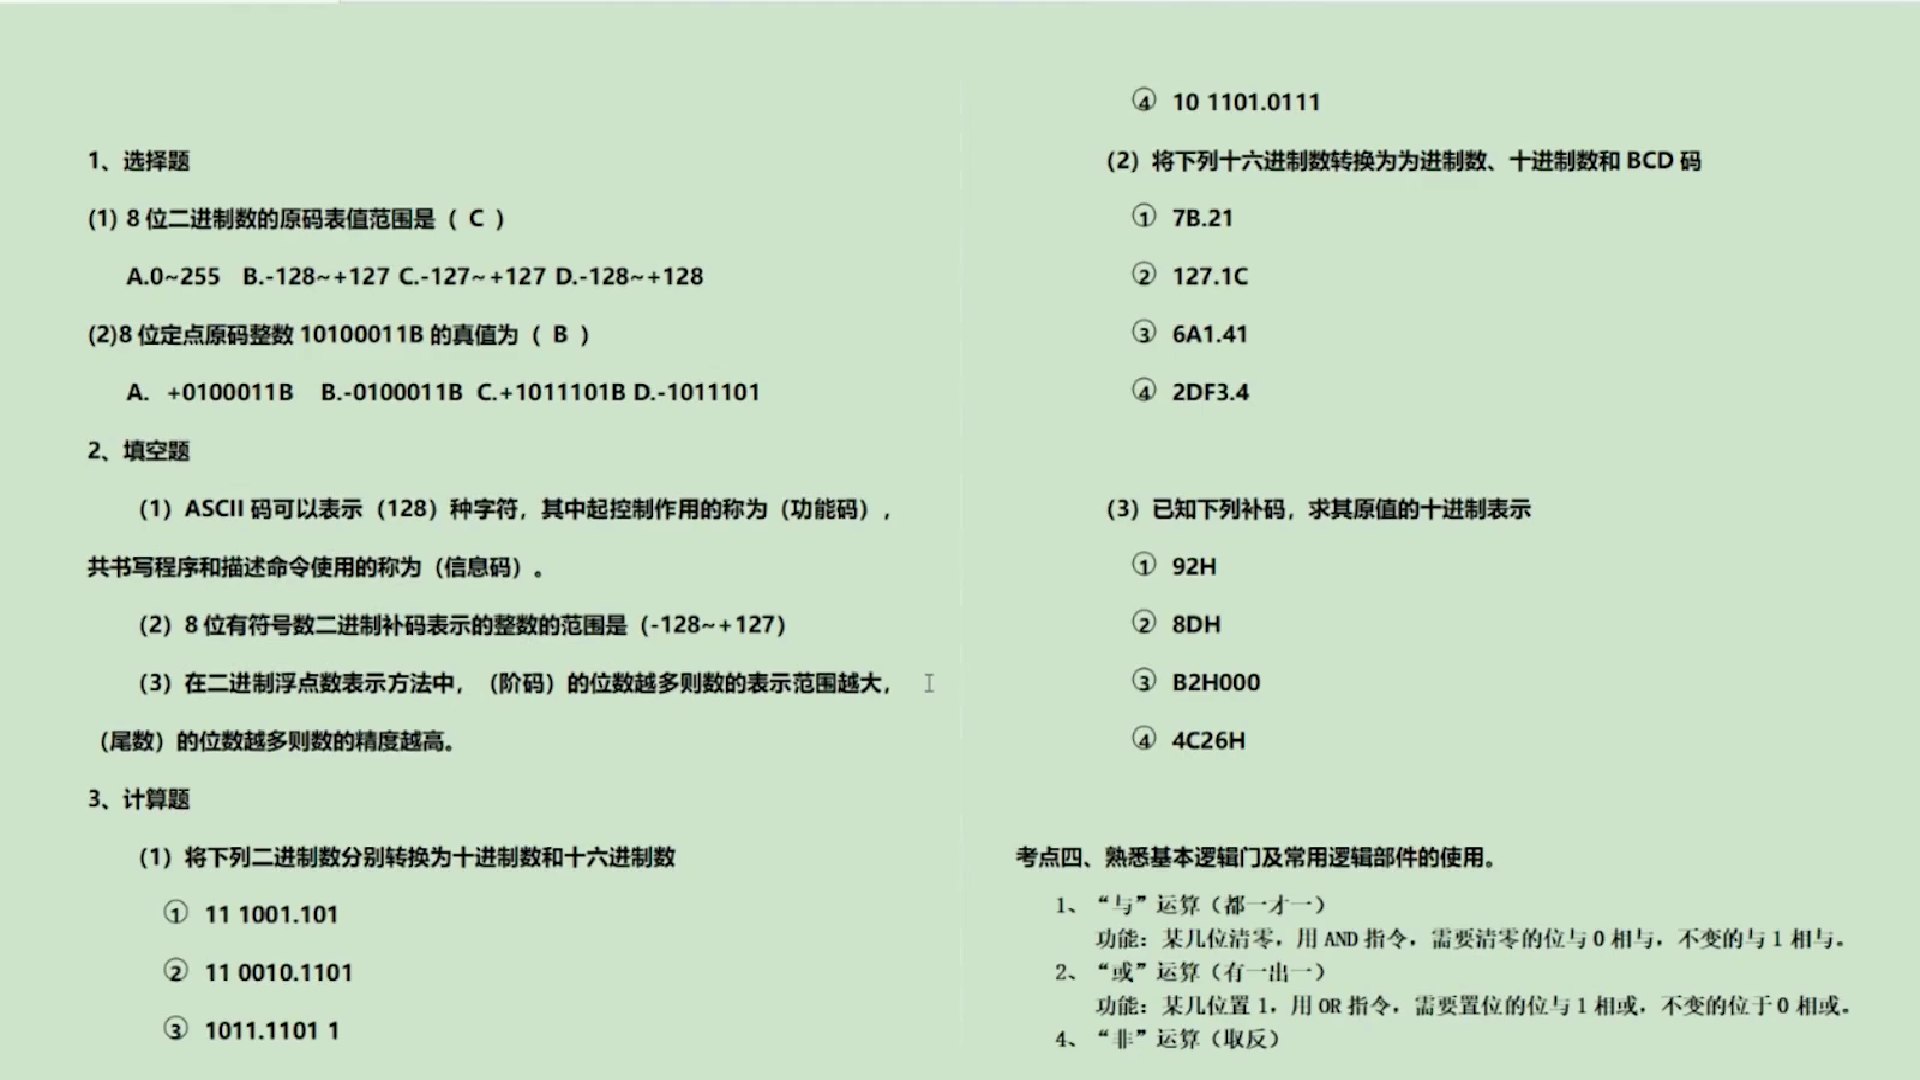 1、选择题
(1) 8 位二进制数的原码表值范围是（ C ）
A.0~255 B.-128~+127 C.-127~+127 D.-128~+128
(2)8 位定点原码整数 10100011B 的真值为（ B ）
A. +0100011B B.-0100011B C.+1011101B D.-1011101
2、填空题
（1）ASCII 码可以表示（128）种字符，其中起控制作用的称为（功能码），
共书写程序和描述命令使用的称为（信息码）。
（2）8 位有符号数二进制补码表示的整数的范围是（-128~+127）
（3）在二进制浮点数表示方法中，（阶码）的位数越多则数的表示范围越大，
（尾数）的位数越多则数的精度越高。
3、计算题
（1）将下列二进制数分别转换为十进制数和十六进制数
① 11 1001.101
② 11 0010.1101
③ 1011.1101 1
④ 10 1101.0111
（2）将下列十六进制数转换为为进制数、十进制数和 BCD 码
① 7B.21
② 127.1C
③ 6A1.41
④ 2DF3.4
（3）已知下列补码，求其原值的十进制表示
① 92H
② 8DH
③ B2H000
④ 4C26H
考点四、熟悉基本逻辑门及常用逻辑部件的使用。
1、“与”运算（都一才一）
功能：某几位清零，用 AND 指令，需要清零的位与 0 相与，不变的与 1 相与。
2、“或”运算（有一出一）
功能：某几位置 1，用 OR 指令，需要置位的位与 1 相或，不变的位于 0 相或。
4、“非”运算（取反）